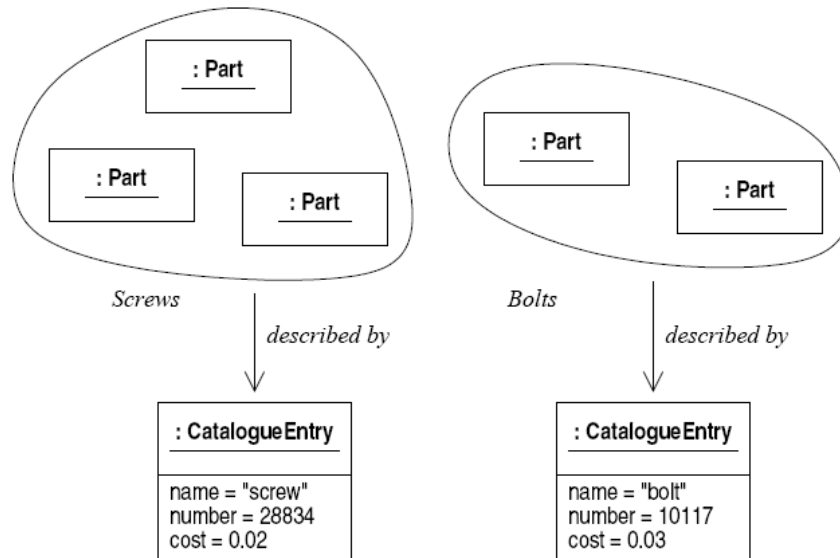 : Part
: Part
: Part
: Part
: Part
Screws
Bolts
described by
described by
: CatalogueEntry
name = "screw"
number = 28834
cost = 0.02
: CatalogueEntry
name = "bolt"
number = 10117
cost = 0.03